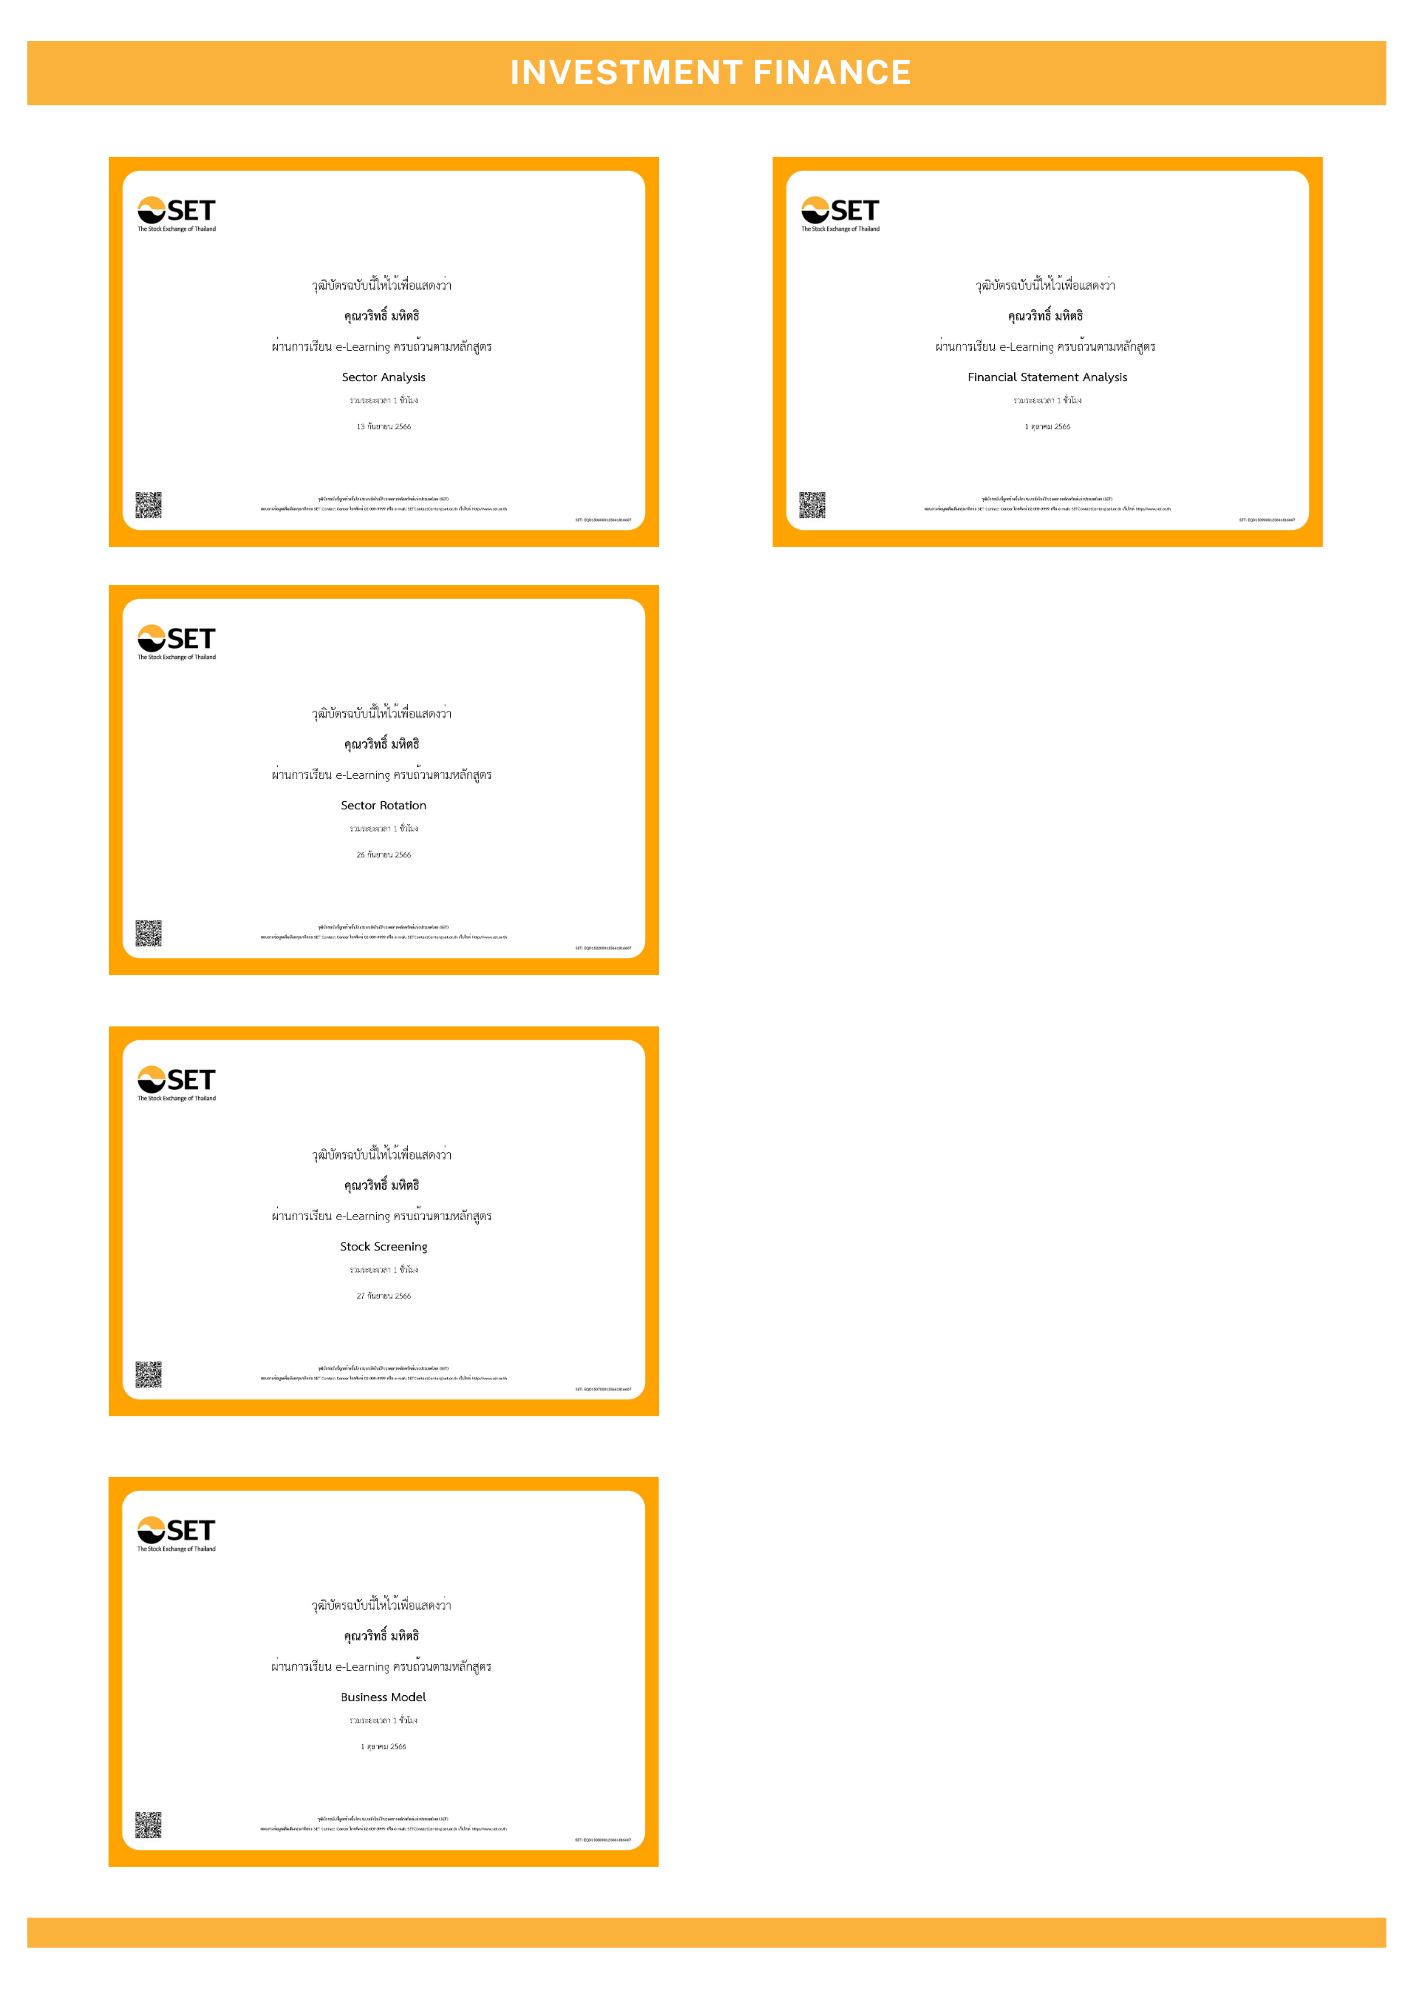 INVESTMENT FINANCE
SET
The Stock Exchange of Thailand
วุฒิบัตรฉบับนี้ให้ไว้เพื่อแสดงว่า
คุณวริทธิ์ มหิตธิ
ผ่านการเรียน e-Learning ครบถ้วนตามหลักสูตร
Sector Analysis
รวมระยะเวลา 1 ชั่วโมง
13 กันยายน 2566
SET
The Stock Exchange of Thailand
วุฒิบัตรฉบับนี้ให้ไว้เพื่อแสดงว่า
คุณวริทธิ์ มหิตธิ
ผ่านการเรียน e-Learning ครบถ้วนตามหลักสูตร
Financial Statement Analysis
รวมระยะเวลา 1 ชั่วโมง
1 ตุลาคม 2566
SET
The Stock Exchange of Thailand
วุฒิบัตรฉบับนี้ให้ไว้เพื่อแสดงว่า
คุณวริทธิ์ มหิตธิ
ผ่านการเรียน e-Learning ครบถ้วนตามหลักสูตร
Sector Rotation
รวมระยะเวลา 1 ชั่วโมง
26 กันยายน 2566
SET
The Stock Exchange of Thailand
วุฒิบัตรฉบับนี้ให้ไว้เพื่อแสดงว่า
คุณวริทธิ์ มหิตธิ
ผ่านการเรียน e-Learning ครบถ้วนตามหลักสูตร
Stock Screening
รวมระยะเวลา 1 ชั่วโมง
27 กันยายน 2566
SET
The Stock Exchange of Thailand
วุฒิบัตรฉบับนี้ให้ไว้เพื่อแสดงว่า
คุณวริทธิ์ มหิตธิ
ผ่านการเรียน e-Learning ครบถ้วนตามหลักสูตร
Business Model
รวมระยะเวลา 1 ชั่วโมง
1 ตุลาคม 2566